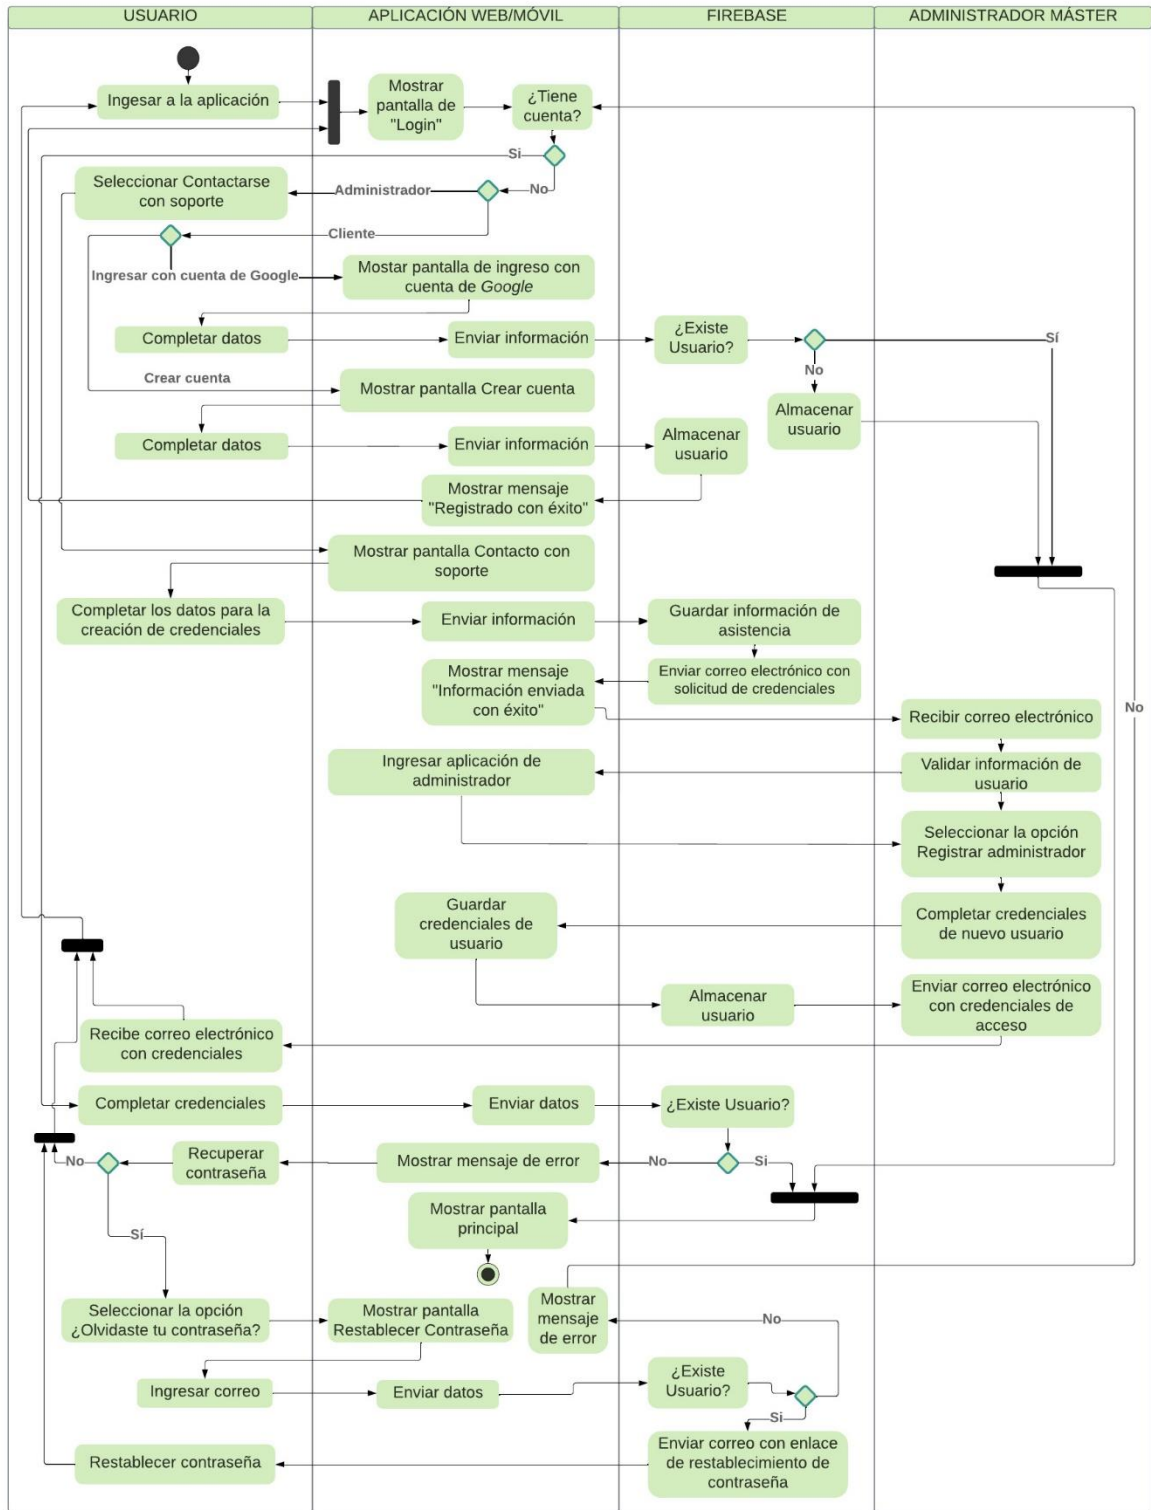 USUARIO
APLICACIÓN WEB/MÓVIL
FIREBASE
ADMINISTRADOR MÁSTER
Ingesar a la aplicación
Mostrar
pantalla de
"Login"
¿Tiene
cuenta?
Si
No
Administrador
Seleccionar Contactarse
con soporte
Cliente
Ingresar con cuenta de Google
Mostar pantalla de ingreso con
cuenta de Google
Completar datos
Enviar información
¿Existe
Usuario?
Sí
No
Almacenar
usuario
Crear cuenta
Mostrar pantalla Crear cuenta
Completar datos
Enviar información
Almacenar
usuario
Mostrar mensaje
"Registrado con éxito"
Mostrar pantalla Contacto con
soporte
Completar los datos para la
creación de credenciales
Enviar información
Guardar información de
asistencia
Enviar correo electrónico con
solicitud de credenciales
Mostrar mensaje
"Información enviada
con éxito"
Recibir correo electrónico
No
Validar información de
usuario
Ingresar aplicación de
administrador
Seleccionar la opción
Registrar administrador
Completar credenciales
de nuevo usuario
Guardar
credenciales de
usuario
Almacenar
usuario
Enviar correo electrónico
con credenciales de
acceso
Recibe correo electrónico
con credenciales
Completar credenciales
Enviar datos
¿Existe Usuario?
No
Si
Mostrar mensaje de error
Recuperar
contraseña
No
Sí
Mostrar pantalla
principal
Seleccionar la opción
¿Olvidaste tu contraseña?
Mostrar pantalla
Restablecer Contraseña
Mostrar
mensaje
de error
No
Ingresar correo
Enviar datos
¿Existe
Usuario?
Si
Enviar correo con enlace
de restablecimiento de
contraseña
Restablecer contraseña